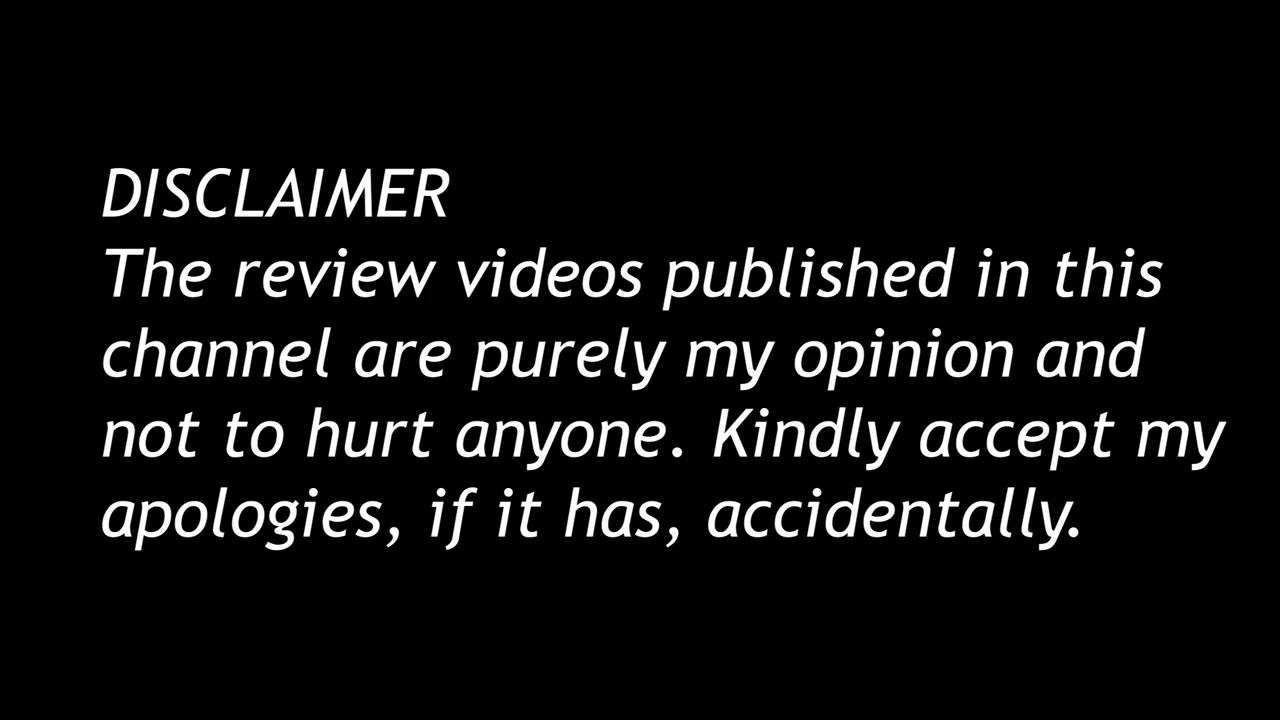 DISCLAIMER
The review videos published in this
channel are purely my opinion and
not to hurt anyone. Kindly accept my
apologies, if it has, accidentally.